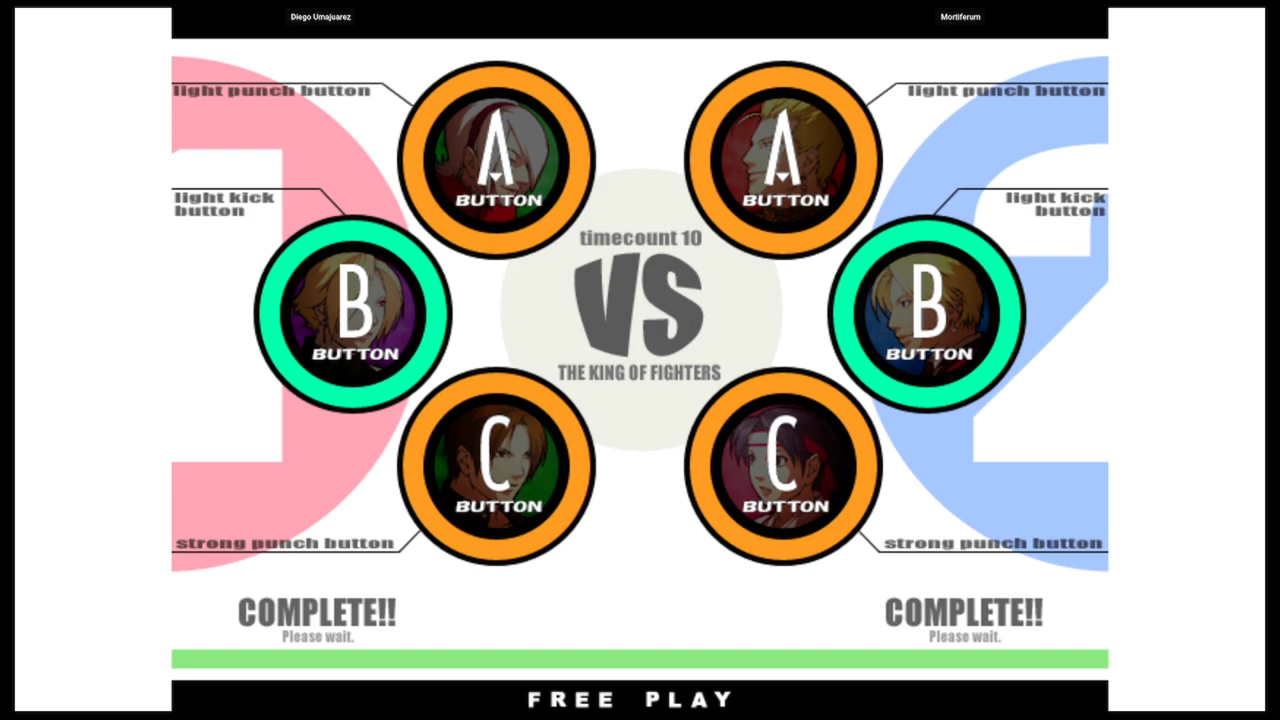 Diego Umajuarez
Mortiferum
light punch button
A
BUTTON
A
BUTTON
light punch button
light kick
button
B
BUTTON
timecount 10
VS
THE KING OF FIGHTERS
light kick
button
B
BUTTON
C
BUTTON
C
BUTTON
strong punch button
strong punch button
COMPLETE!!
Please wait.
COMPLETE!!
Please wait.
FREE PLAY
1
2